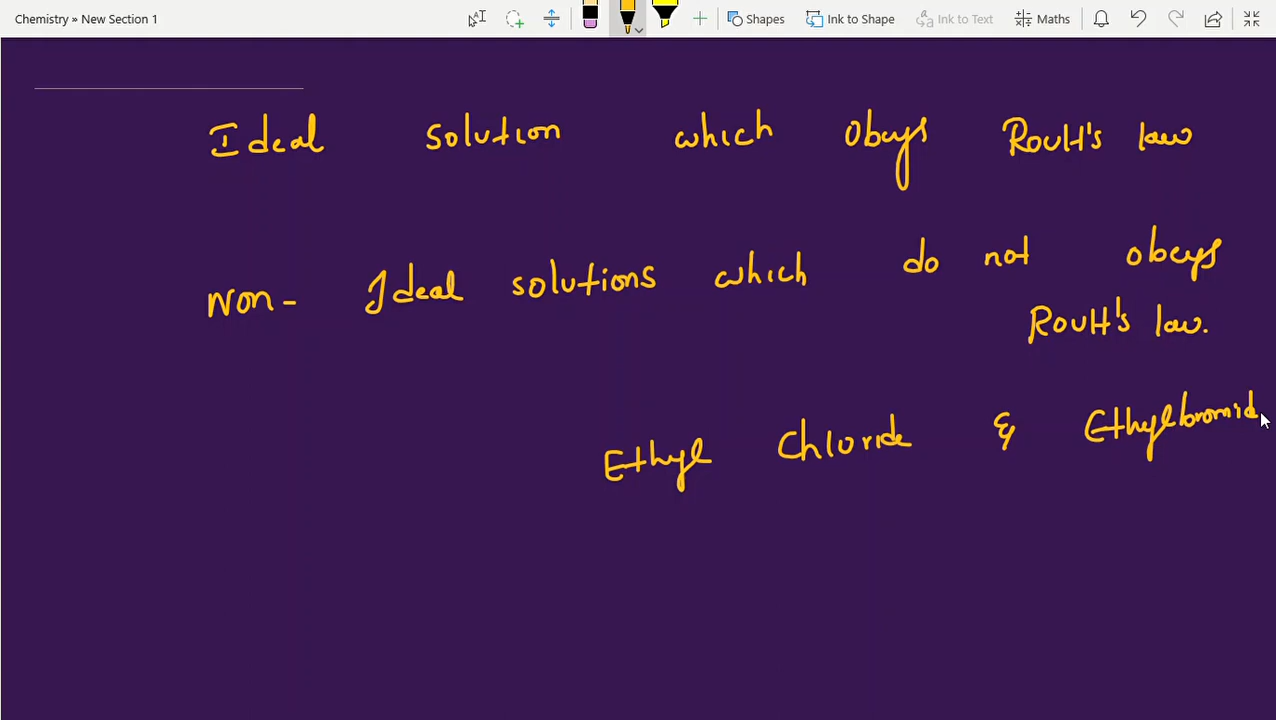 Chemistry » New Section 1
Shapes
Ink to Shape
Ink to Text
Maths
Ideal solution which obeys Roult's law
Non- Ideal solutions which do not obeys
Roult's law.
Ethyl Chloride & Ethylbromid